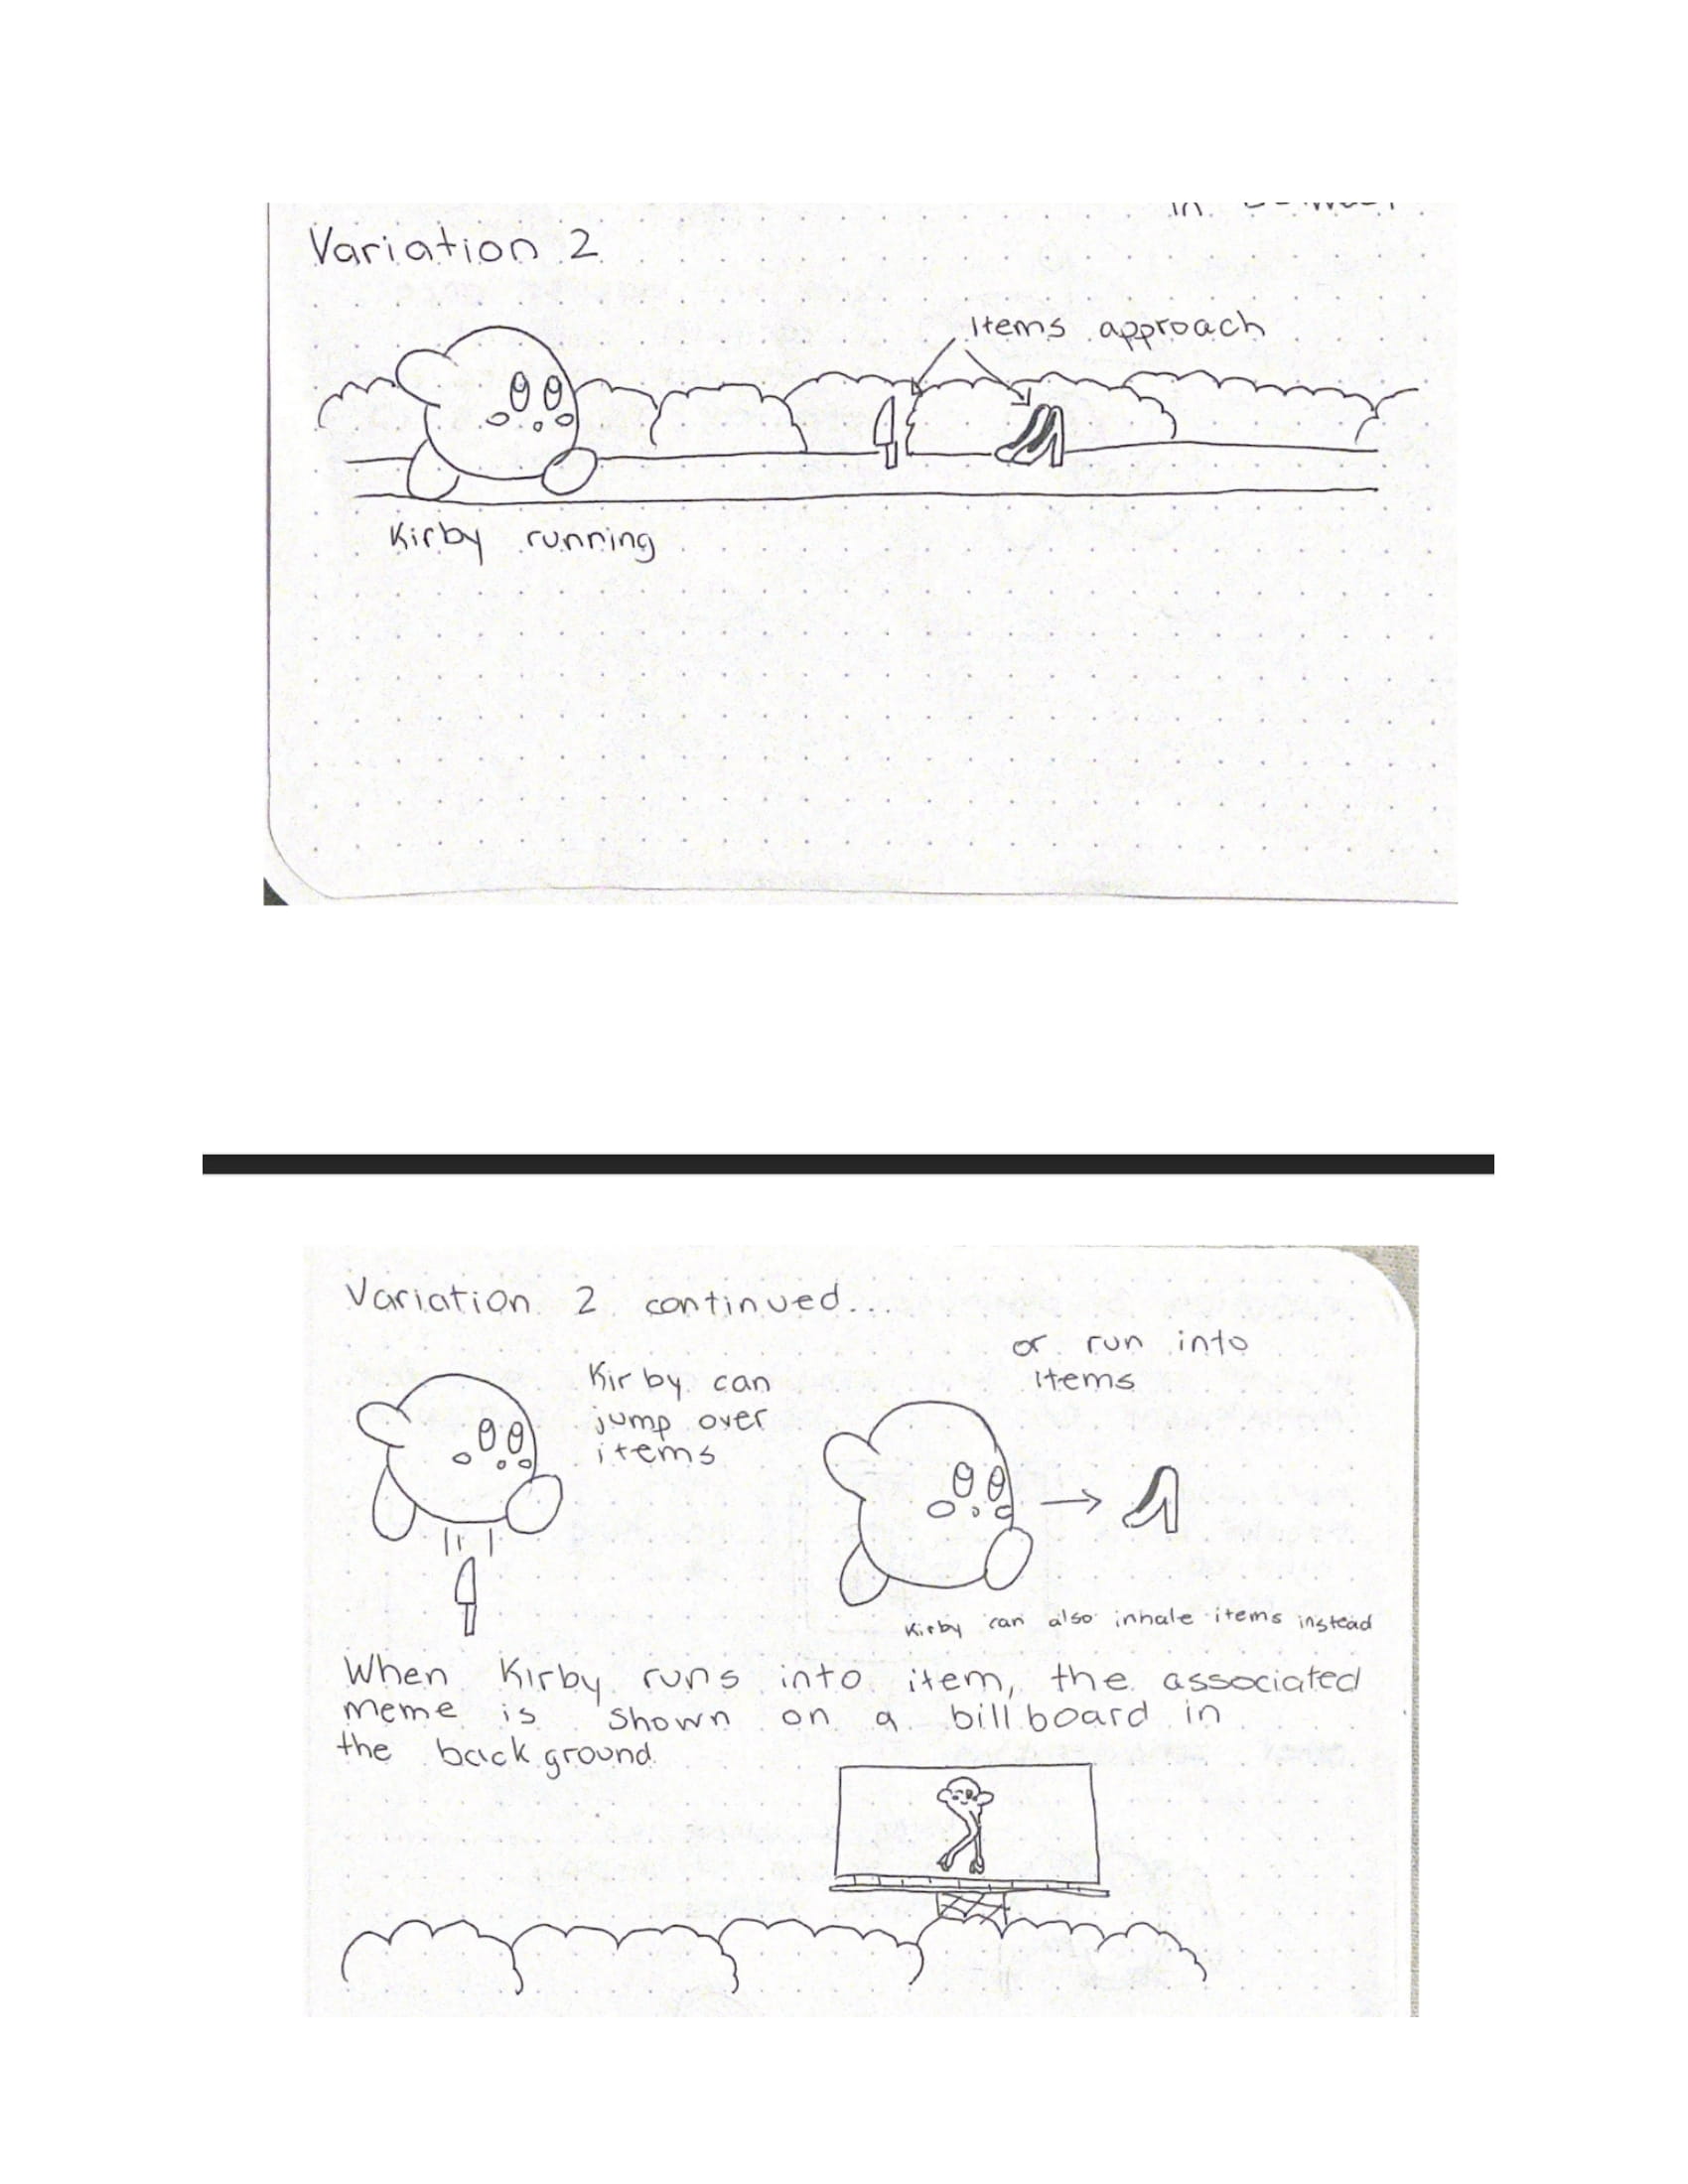 Variation 2
items approach
Kirby running
Variation 2 continued...
or run into
items
Kirby can
jump over
items
Kirby can also inhale items instead
When Kirby runs into item, the associated
meme is shown on a billboard in
the background.